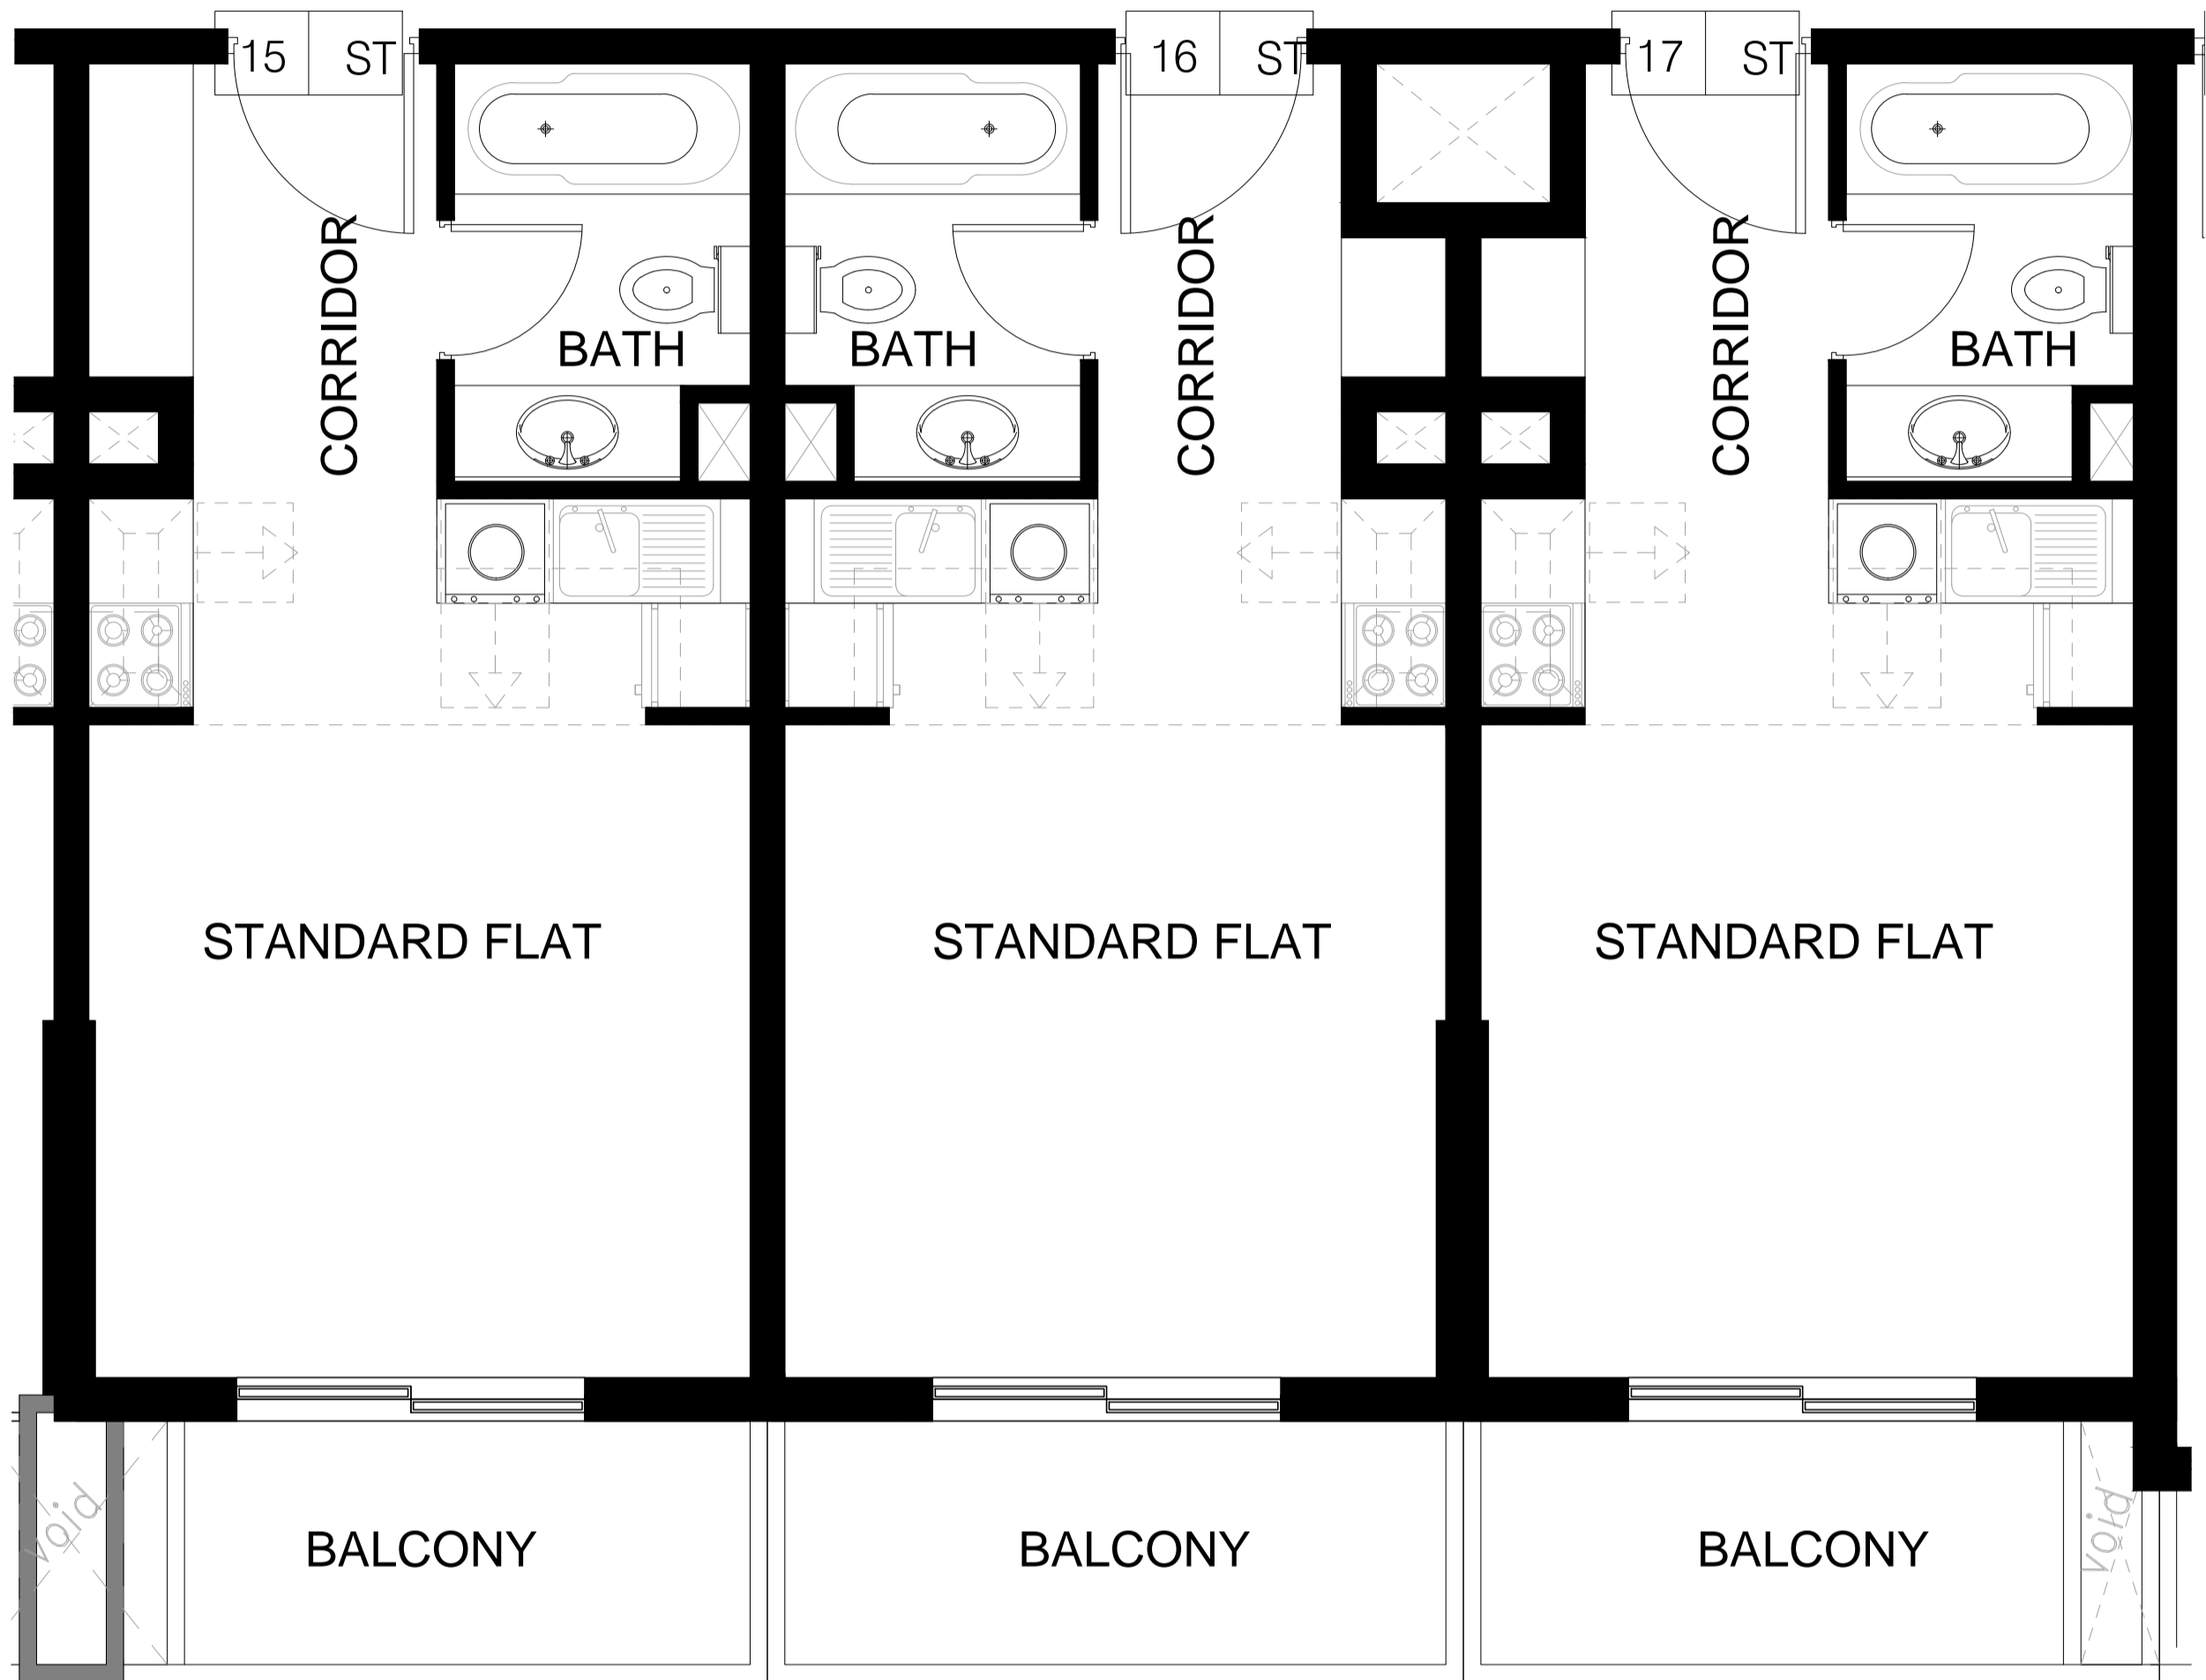 15 ST
16 ST
17 ST
CORRIDOR
CORRIDOR
CORRIDOR
BATH
BATH
BATH
STANDARD FLAT
STANDARD FLAT
STANDARD FLAT
Void
Void
BALCONY
BALCONY
BALCONY